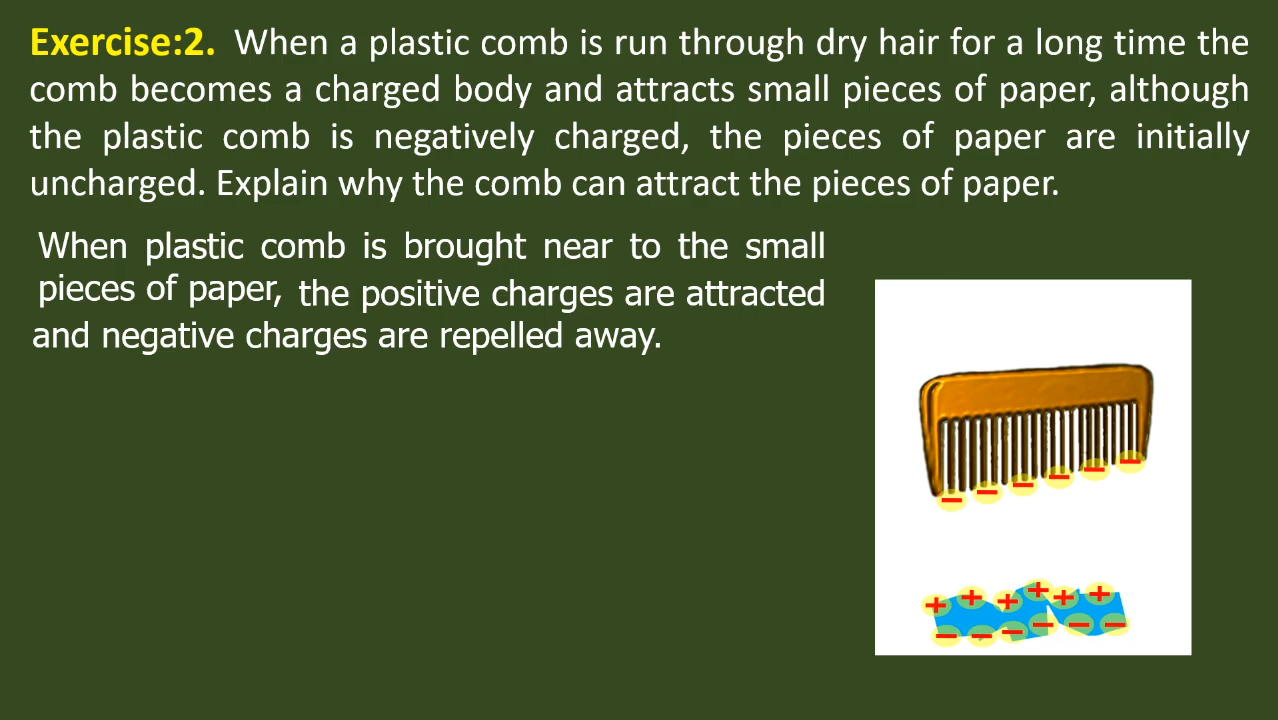 Exercise:2. When a plastic comb is run through dry hair for a long time the
comb becomes a charged body and attracts small pieces of paper, although
the plastic comb is negatively charged, the pieces of paper are initially
uncharged. Explain why the comb can attract the pieces of paper.
When plastic comb is brought near to the small
pieces of paper, the positive charges are attracted
and negative charges are repelled away.
− − − − − −
+ + + + + +
− − − − − −